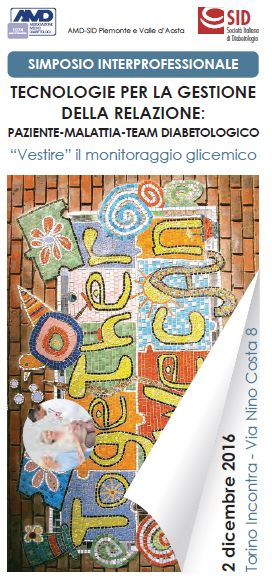 AMD
ASSOCIAZIONE
MEDICI
DIABETOLOGI
AMD-SID Piemonte e Valle d'Aosta
SID
Società Italiana
di Diabetologia
SIMPOSIO INTERPROFESSIONALE
TECNOLOGIE PER LA GESTIONE
DELLA RELAZIONE:
PAZIENTE-MALATTIA-TEAM DIABETOLOGICO
“Vestire” il monitoraggio glicemico
Together
We can
2 dicembre 2016
Torino Incontra - Via Nino Costa 8